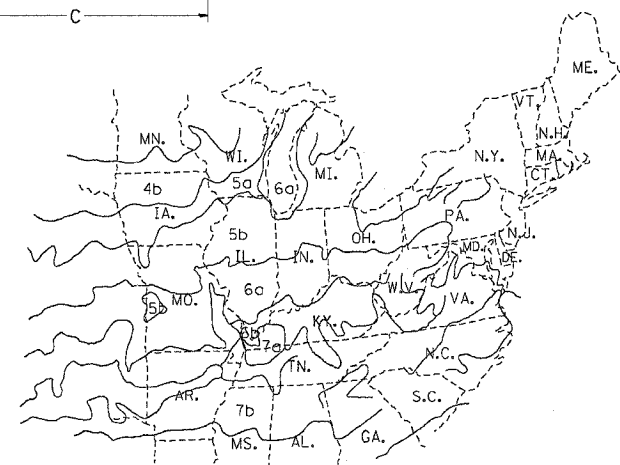 C
ME.
VT.
MN.
N.H.
WI.
N.Y.
MA.
MI.
CT.
4b
5a
6a
IA.
PA.
5b
OH.
N.J.
IL.
IN.
MD.
DE.
6a
W.V.
VA.
MO.
5b
KY.
6b
7a
N.C.
TN.
AR.
S.C.
7b
MS.
AL.
GA.